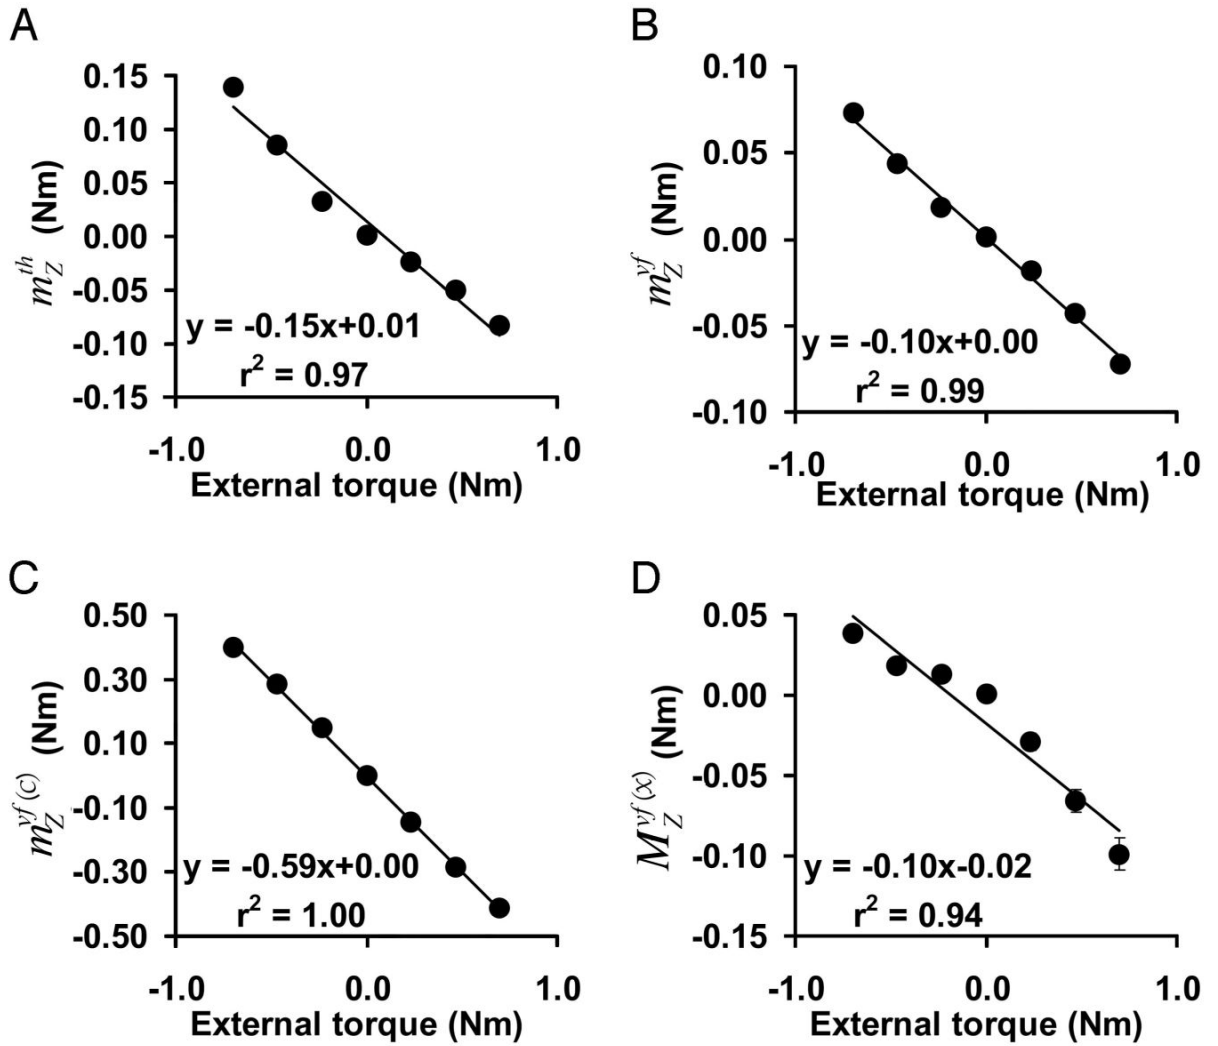 A
0.15
0.10
0.05
0.00
-0.05
-0.10
-0.15
m_Z^{th} (Nm)
y = -0.15x+0.01
r² = 0.97
-1.0 0.0 1.0
External torque (Nm)
B
0.10
0.05
0.00
-0.05
-0.10
m_Z^{vf} (Nm)
y = -0.10x+0.00
r² = 0.99
-1.0 0.0 1.0
External torque (Nm)
C
0.50
0.30
0.10
-0.10
-0.30
-0.50
m_Z^{vf(c)} (Nm)
y = -0.59x+0.00
r² = 1.00
-1.0 0.0 1.0
External torque (Nm)
D
0.05
0.00
-0.05
-0.10
-0.15
M_Z^{vf(x)} (Nm)
y = -0.10x-0.02
r² = 0.94
-1.0 0.0 1.0
External torque (Nm)